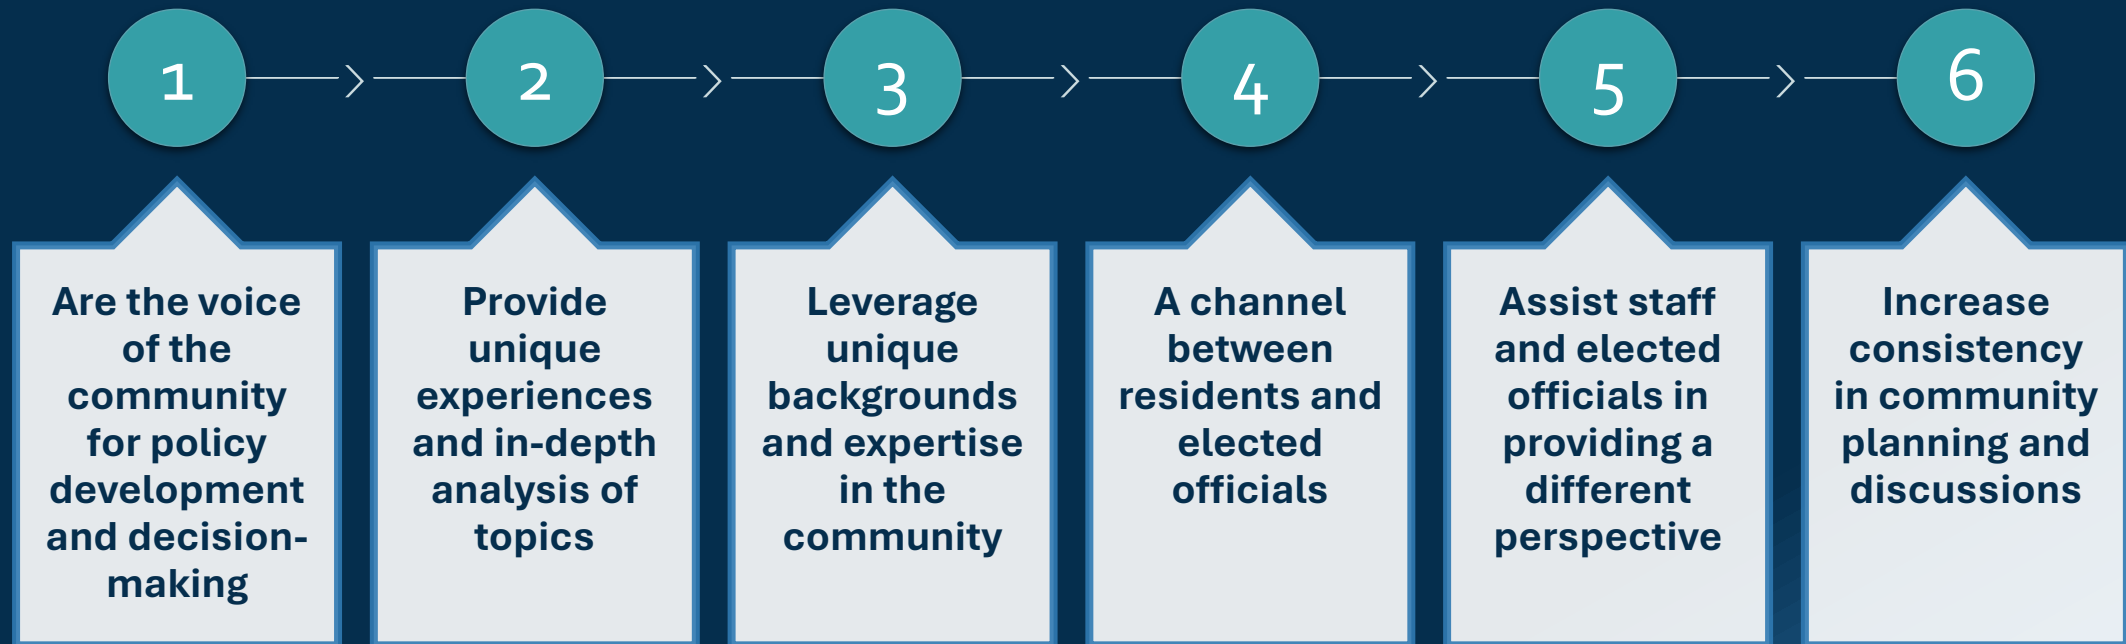 1
2
3
4
5
6
Are the voice
of the
community
for policy
development
and decision-
making
Provide
unique
experiences
and in-depth
analysis of
topics
Leverage
unique
backgrounds
and expertise
in the
community
A channel
between
residents and
elected
officials
Assist staff
and elected
officials in
providing a
different
perspective
Increase
consistency
in community
planning and
discussions